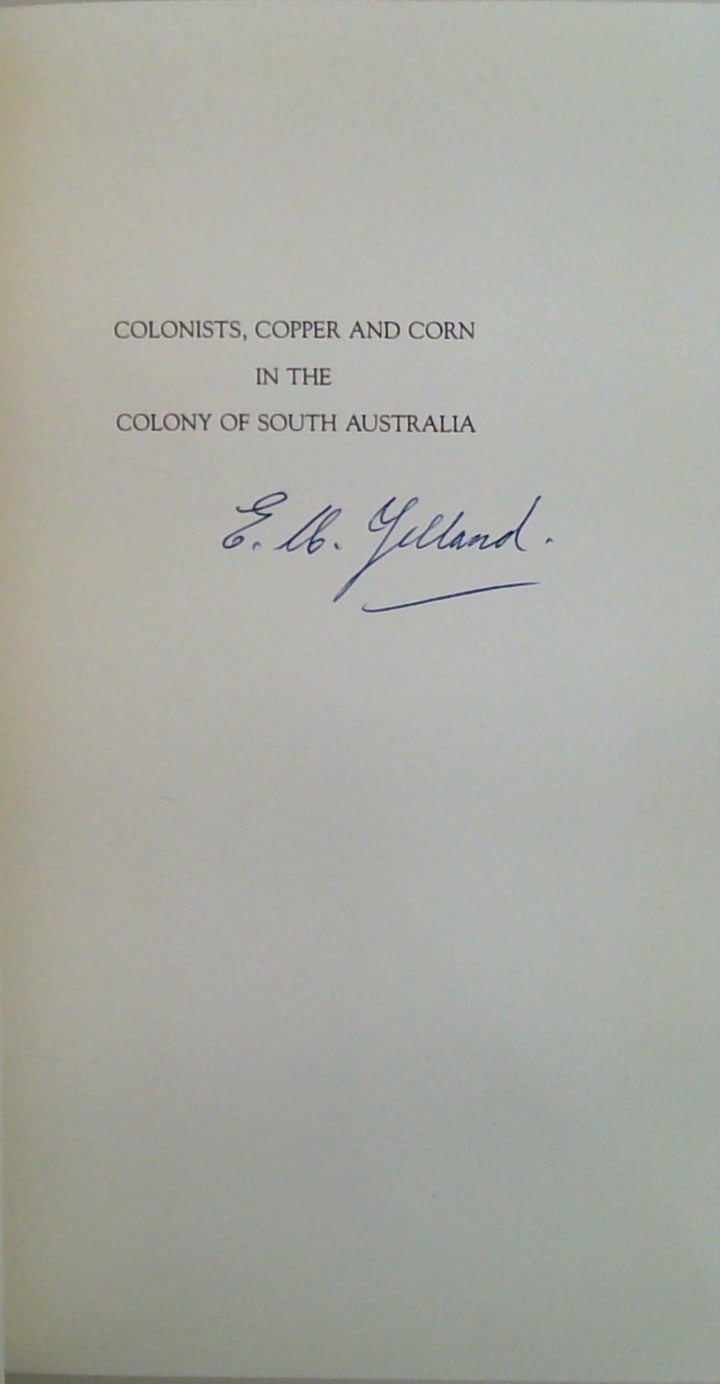 COLONISTS, COPPER AND CORN
IN THE
COLONY OF SOUTH AUSTRALIA
E. M. Yelland.